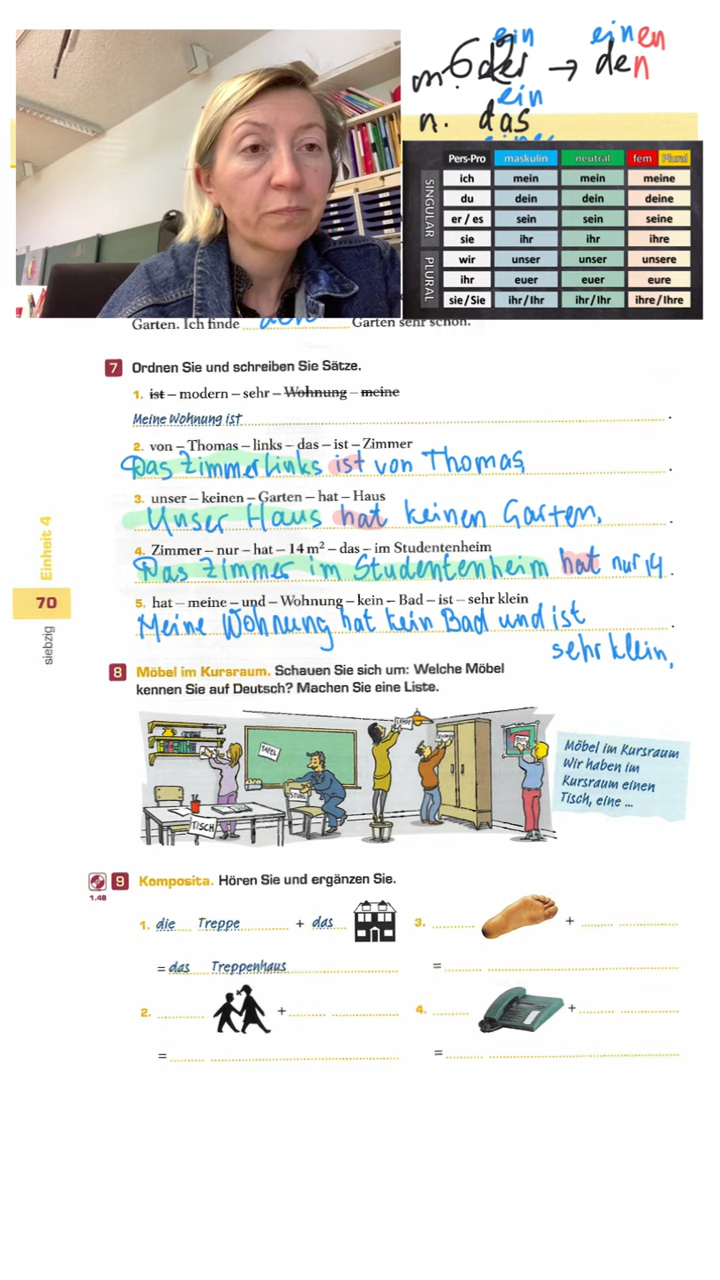 ein einen
m. der → den
ein
n. das
Pers-Pro maskulin neutral fem Plural
SINGULAR
ich mein mein meine
du dein dein deine
er / es sein sein seine
sie ihr ihr ihre
PLURAL
wir unser unser unsere
ihr euer euer eure
sie / Sie ihr / Ihr ihr / Ihr ihre / Ihre
Garten. Ich finde den Garten sehr schön.
7 Ordnen Sie und schreiben Sie Sätze.
1. ist – modern – sehr – Wohnung – meine
Meine Wohnung ist .
2. von – Thomas – links – das – ist – Zimmer
Das Zimmer links ist von Thomas .
3. unser – keinen – Garten – hat – Haus
Unser Haus hat keinen Garten. .
4. Zimmer – nur – hat – 14 m² – das – im Studentenheim
Das Zimmer im Studentenheim hat nur 14 .
5. hat – meine – und – Wohnung – kein – Bad – ist – sehr klein
Meine Wohnung hat kein Bad und ist .
sehr klein.
Einheit 4
70
siebzig
8 Möbel im Kursraum. Schauen Sie sich um: Welche Möbel
kennen Sie auf Deutsch? Machen Sie eine Liste.
LAMPE
TAFEL
STUHL
TISCH
Möbel im Kursraum
Wir haben im
Kursraum einen
Tisch, eine ...
9 Komposita. Hören Sie und ergänzen Sie.
1.48
1. die Treppe + das
= das Treppenhaus
2. +
=
3. +
=
4. +
=